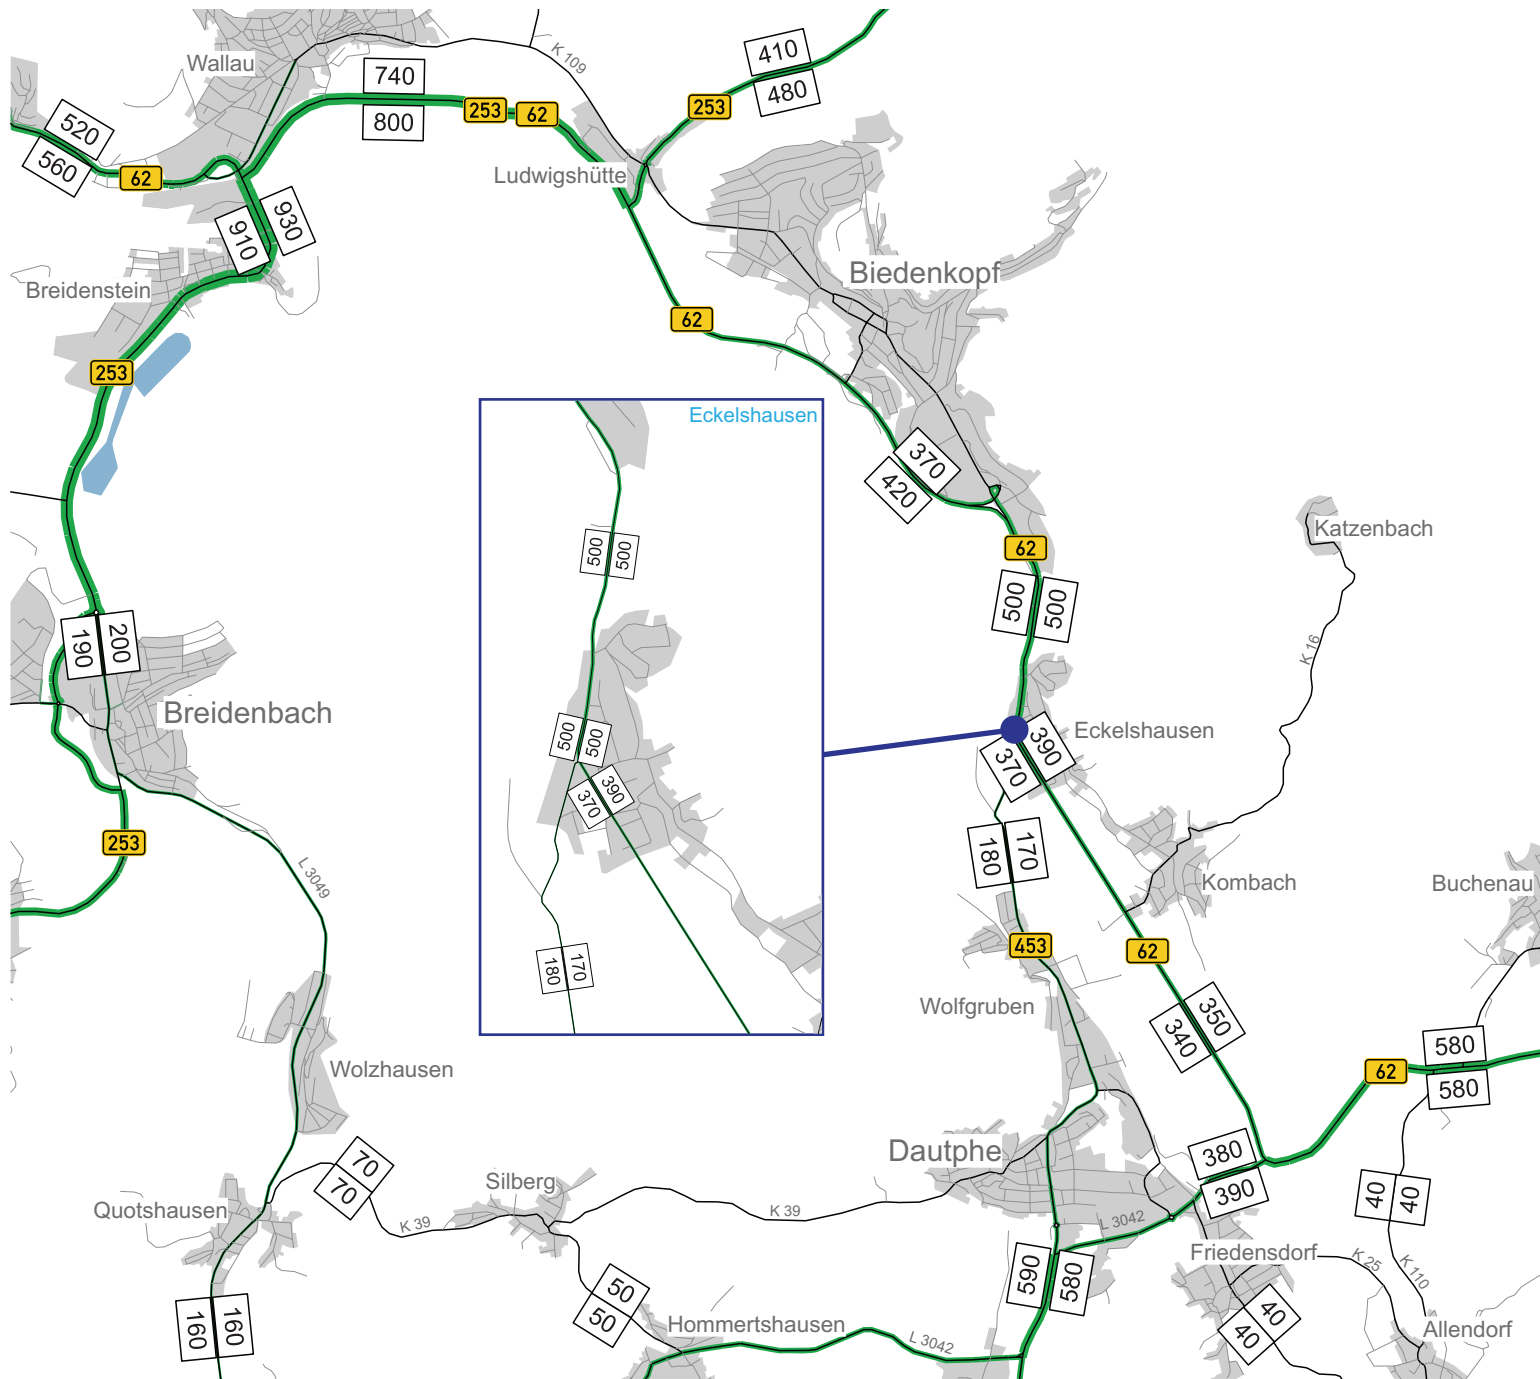 Wallau
K 109
410
480
740
800
253
62
253
520
560
62
Ludwigshütte
910
930
Biedenkopf
Breidenstein
62
253
Eckelshausen
370
420
500
500
Katzenbach
62
500
500
190
200
K 16
Breidenbach
500
500
390
370
Eckelshausen
390
370
253
180
170
L 3049
Kombach
Buchenau
453
62
180
170
Wolfgruben
350
340
Wolzhausen
62
580
580
70
70
Dautphe
380
390
Silberg
Quotshausen
K 39
K 39
L 3042
40
40
Friedensdorf
K 25
K 110
590
580
50
50
160
160
Hommertshausen
L 3042
40
40
Allendorf